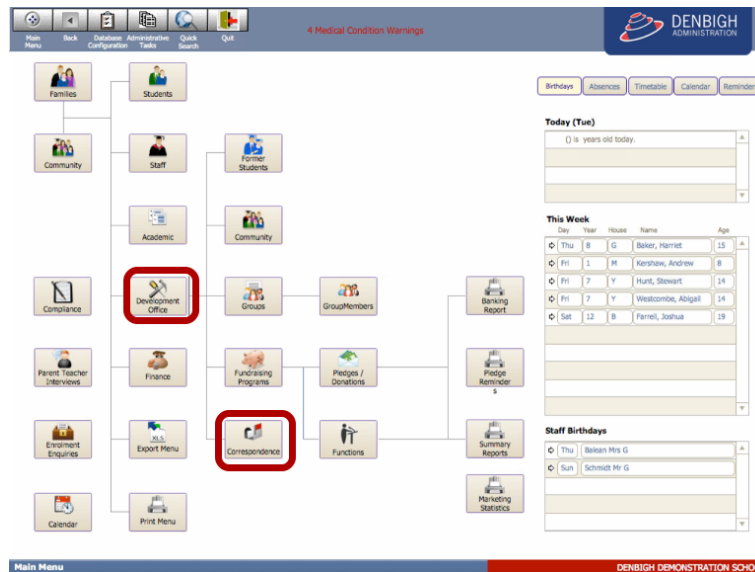 Main
Menu
Back
Database
Configuration
Administrative
Tasks
Quick
Search
Quit
4 Medical Condition Warnings
DENBIGH
ADMINISTRATION
Families
Students
Community
Staff
Former
Students
Academic
Community
Compliance
Development
Office
Groups
GroupMembers
Banking
Report
Parent Teacher
Interviews
Finance
Fundraising
Programs
Pledges /
Donations
Pledge
Reminder
s
Enrolment
Enquiries
XLS
Export Menu
Correspondence
Functions
Summary
Reports
Calendar
Print Menu
Marketing
Statistics
Birthdays Absences Timetable Calendar Reminder
Today (Tue)
() is years old today.
This Week
Day Year House Name Age
Thu 8 G Baker, Harriet 15
Fri 1 M Kershaw, Andrew 8
Fri 7 Y Hunt, Stewart 14
Fri 7 Y Westcombe, Abigail 14
Sat 12 B Farrell, Joshua 19
Staff Birthdays
Thu Balean Mrs G
Sun Schmidt Mr G
Main Menu
DENBIGH DEMONSTRATION SCHO